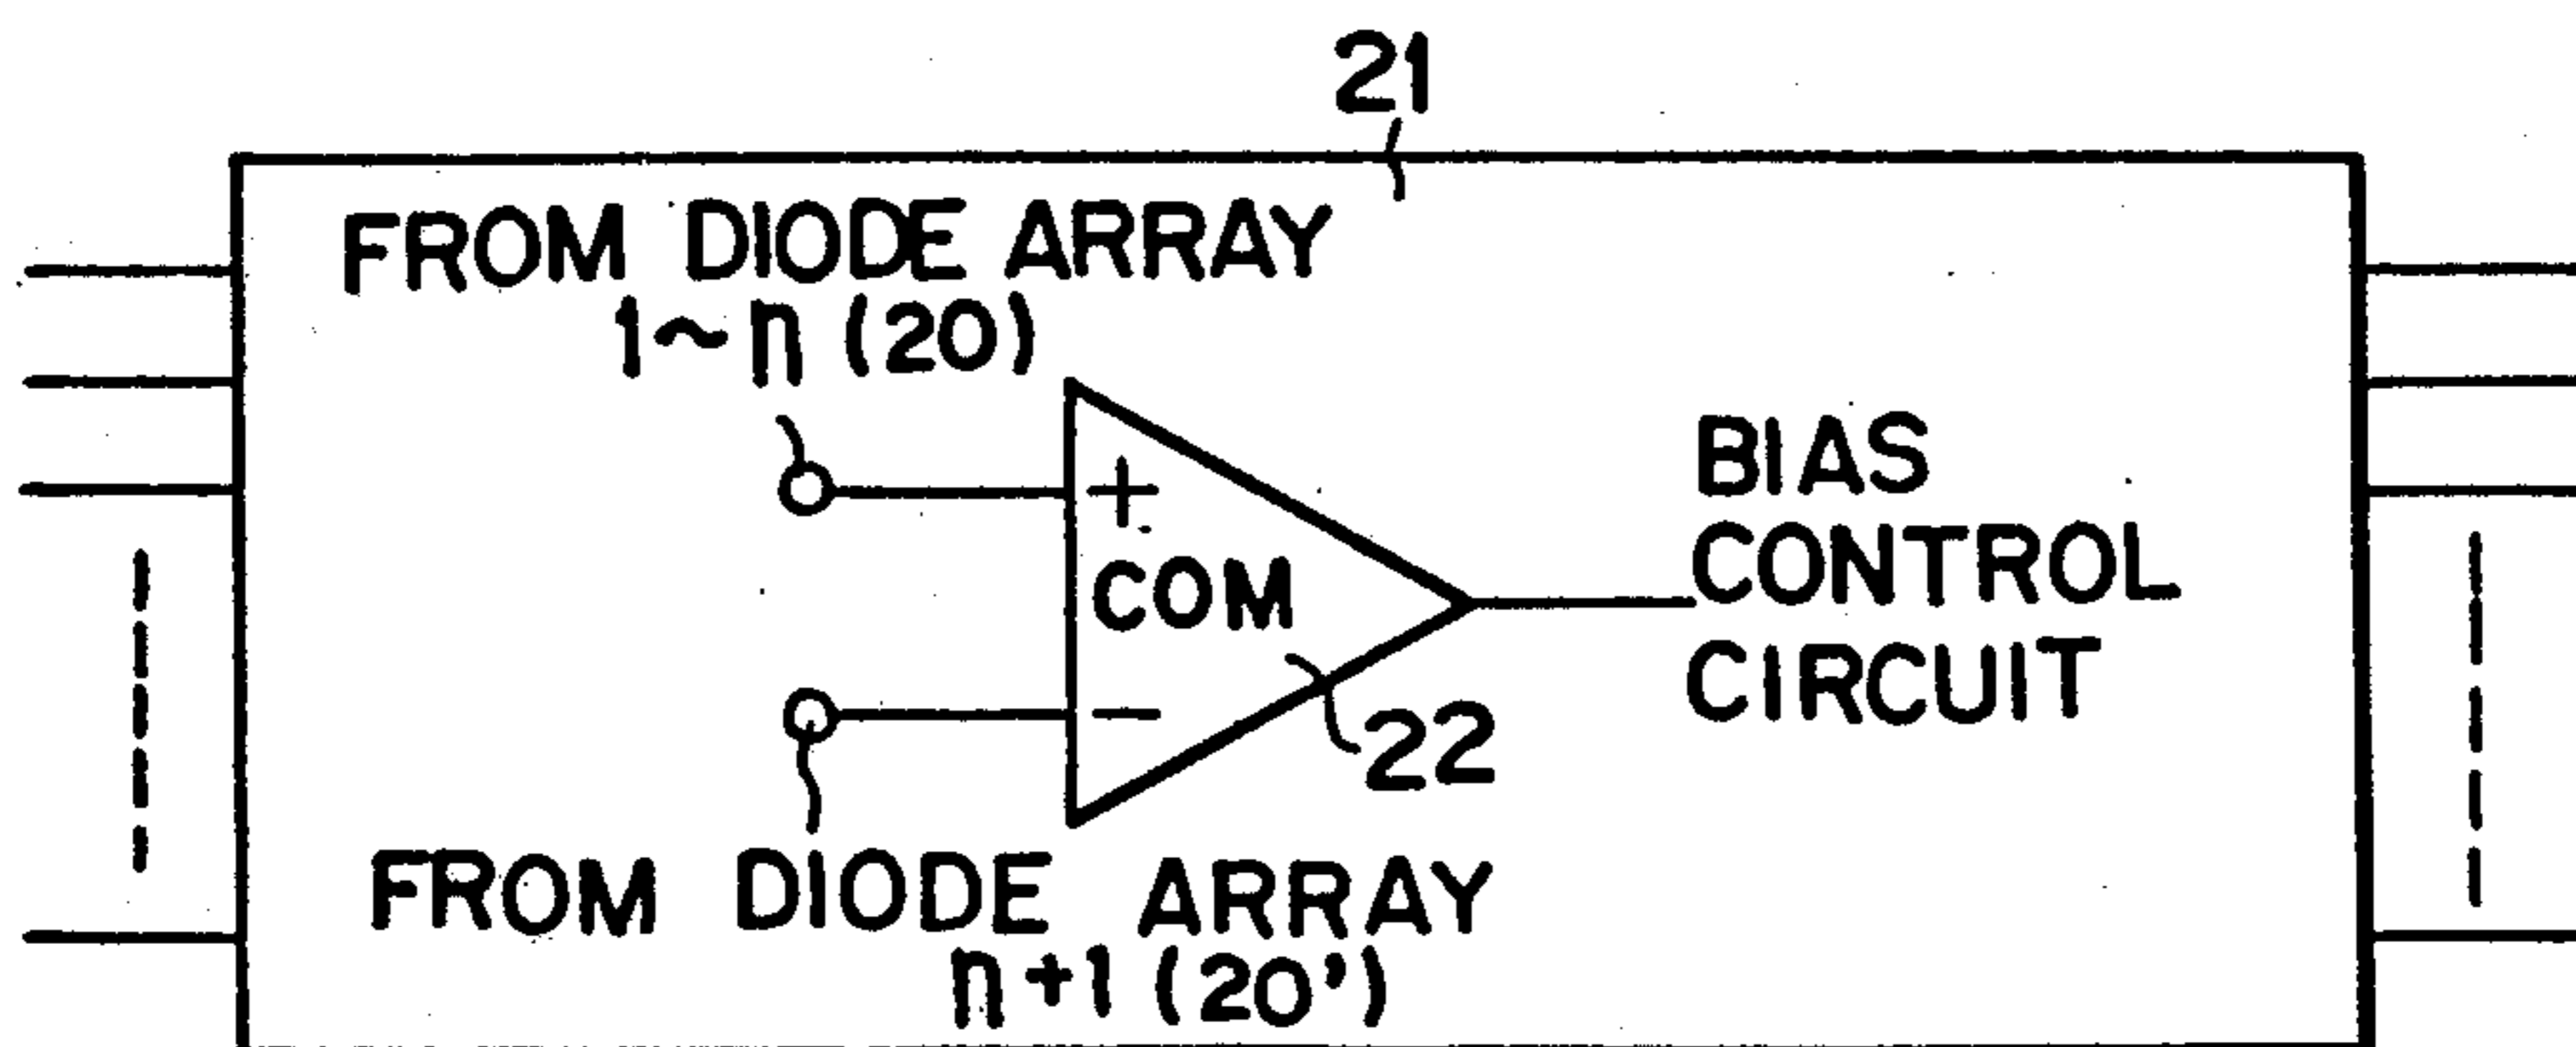 21
FROM DIODE ARRAY
1~n (20)
+
COM
−
22
BIAS
CONTROL
CIRCUIT
FROM DIODE ARRAY
n+1 (20')